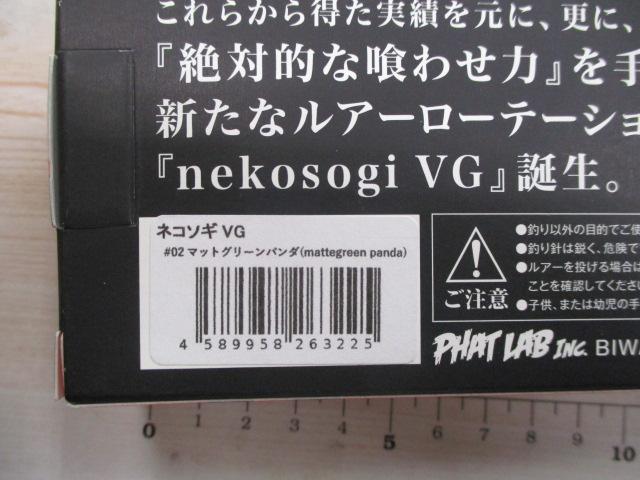 これらから得た実績を元に、更に、
『絶対的な喰わせ力』を手
新たなルアーローテーショ
『nekosogi VG』誕生。
ネコソギ VG
#02 マットグリーンパンダ(mattegreen panda)
4 589958 263225
ご注意
●釣り以外の目的でご使
●釣り針は鋭く、危険で
●ルアーを投げる場合は
ことを確認してください
●子供、または幼児の手
PHAT LAB INC. BIWA
0 1 2 3 4 5 6 7 8 9 10